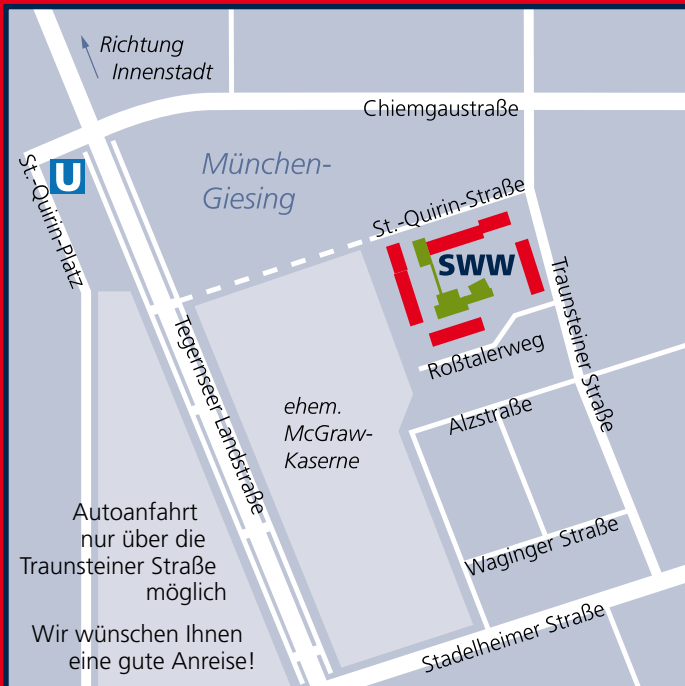 Richtung
Innenstadt
Chiemgaustraße
U
St.-Quirin-Platz
München-
Giesing
St.-Quirin-Straße
SWW
Traunsteiner Straße
Tegernseer Landstraße
Roßtalerweg
ehem.
McGraw-
Kaserne
Alzstraße
Autoanfahrt
nur über die
Traunsteiner Straße
möglich
Waginger Straße
Wir wünschen Ihnen
eine gute Anreise!
Stadelheimer Straße